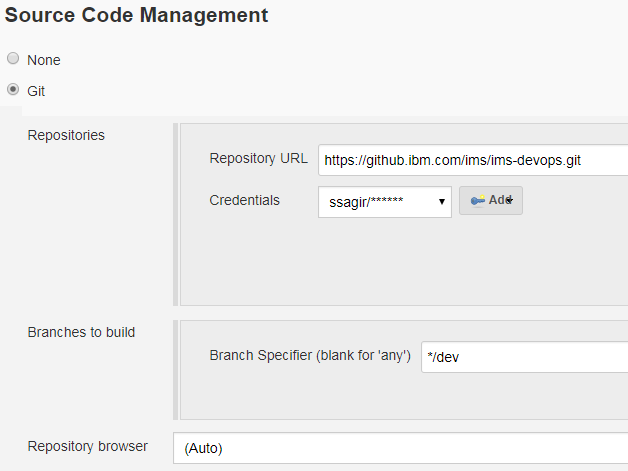 Source Code Management
None
Git
Repositories
Repository URL https://github.ibm.com/ims/ims-devops.git
Credentials ssagir/****** Add
Branches to build
Branch Specifier (blank for 'any') */dev
Repository browser (Auto)